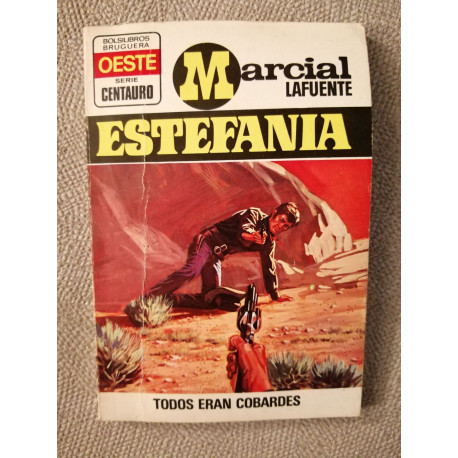 BOLSILIBROS
BRUGUERA
OESTE
SERIE
CENTAURO
Marcial
LAFUENTE
ESTEFANIA
TODOS ERAN COBARDES